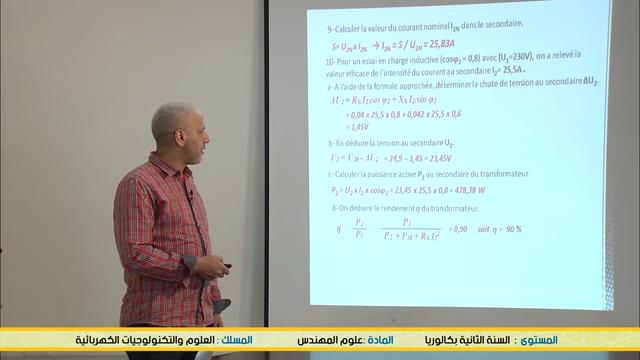 9- Calculer la valeur du courant nominal I2N dans le secondaire.
S= U2N x I2N → I2N = S / U2N = 25,83A
10- Pour un essai en charge inductive (cosφ2 = 0,8) avec (U1=230V), on a relevé la
valeur efficace de l'intensité du courant au secondaire I2= 25,5A .
a- A l'aide de la formule approchée, déterminer la chute de tension au secondaire ΔU2.
ΔU2 = RS.I2.cos φ2 + XS.I2.sin φ2
= 0,04 x 25,5 x 0,8 + 0,042 x 25,5 x 0,6
= 1,45V
b- En déduire la tension au secondaire U2.
U2 = U20 - ΔU2 = 24,9 – 1,45 = 23,45V
c- Calculer la puissance active P2 au secondaire du transformateur
P2 = U2 x I2 x cosφ2 = 23,45 x 25,5 x 0,8 = 478,38 W
d- On déduire le rendement η du transformateur.
η = P2 / P1 = P2 / (P2 + P10 + RS.I2²) = 0,90 soit η = 90 %
المستوى : السنة الثانية بكالوريا المادة : علوم المهندس المسلك : العلوم والتكنولوجيات الكهربائية